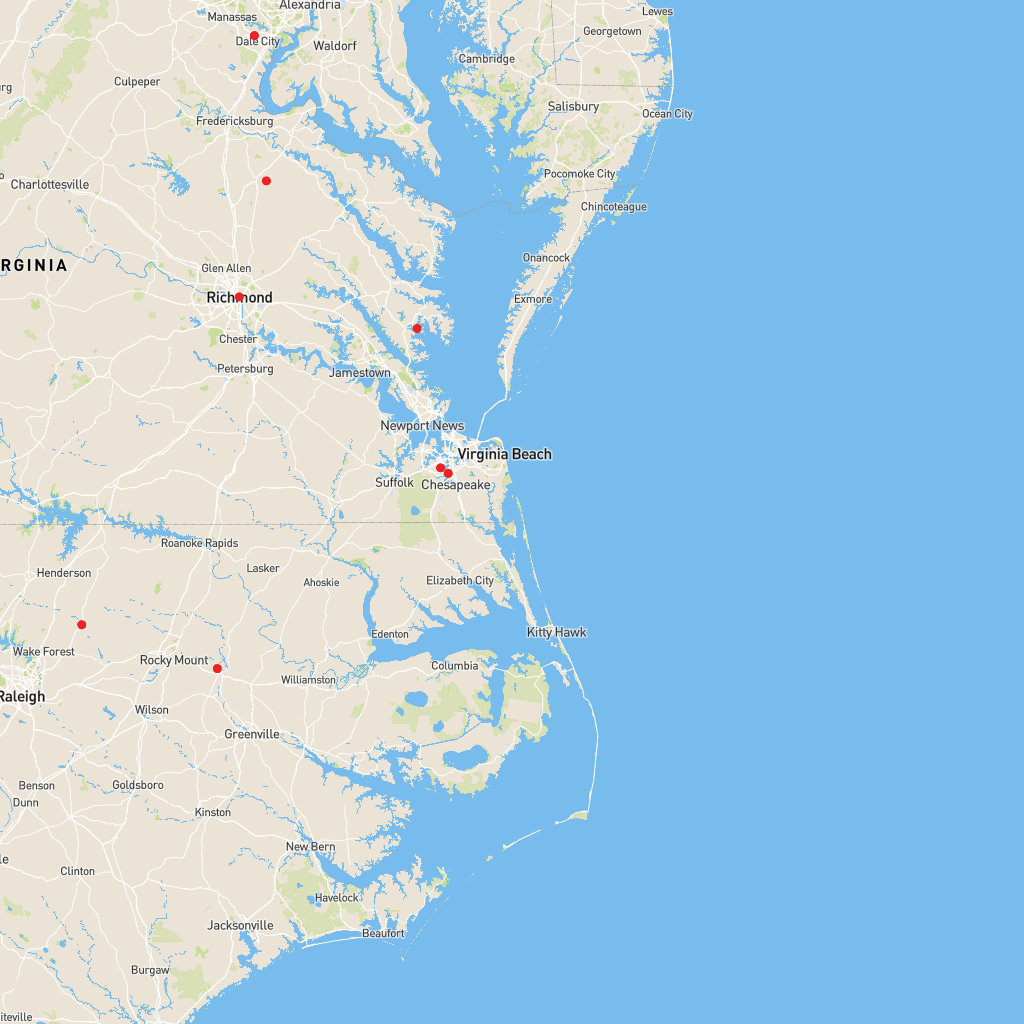 Alexandria
Lewes
Manassas
Georgetown
Dale City
Waldorf
Cambridge
Culpeper
rg
Salisbury
Ocean City
Fredericksburg
Pocomoke City
Charlottesville
Chincoteague
Onancock
RGINIA
Glen Allen
Richmond
Exmore
Chester
Petersburg
Jamestown
Newport News
Virginia Beach
Suffolk
Chesapeake
Roanoke Rapids
Henderson
Lasker
Ahoskie
Elizabeth City
Edenton
Kitty Hawk
Wake Forest
Rocky Mount
Columbia
Williamston
Raleigh
Wilson
Greenville
Benson
Goldsboro
Dunn
Kinston
New Bern
le
Clinton
Havelock
Jacksonville
Beaufort
Burgaw
iteville